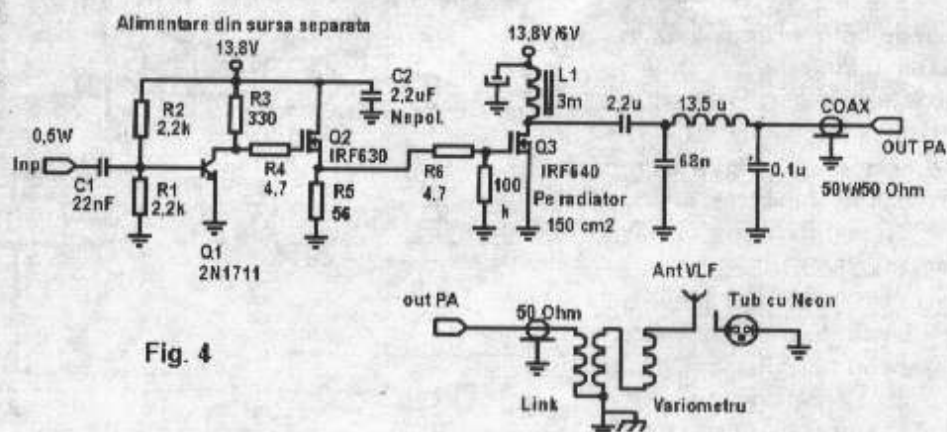 Alimentare din sursa separata
13,8V
13,8V/6V
R2
2,2k
R3
330
C2
2,2uF
Nepol.
Q2
IRF630
L1
3m
2,2u
13,5 u
COAX
OUT PA
0,5W
Inp
C1
22nF
R1
2,2k
R4
4,7
R5
56
R6
4,7
100
k
Q3
IRF640
Pe radiator
150 cm2
68n
0.1u
50W//50 Ohm
Q1
2N1711
Ant VLF
out PA
50 Ohm
Tub cu Neon
Fig. 4
Link
Variometru